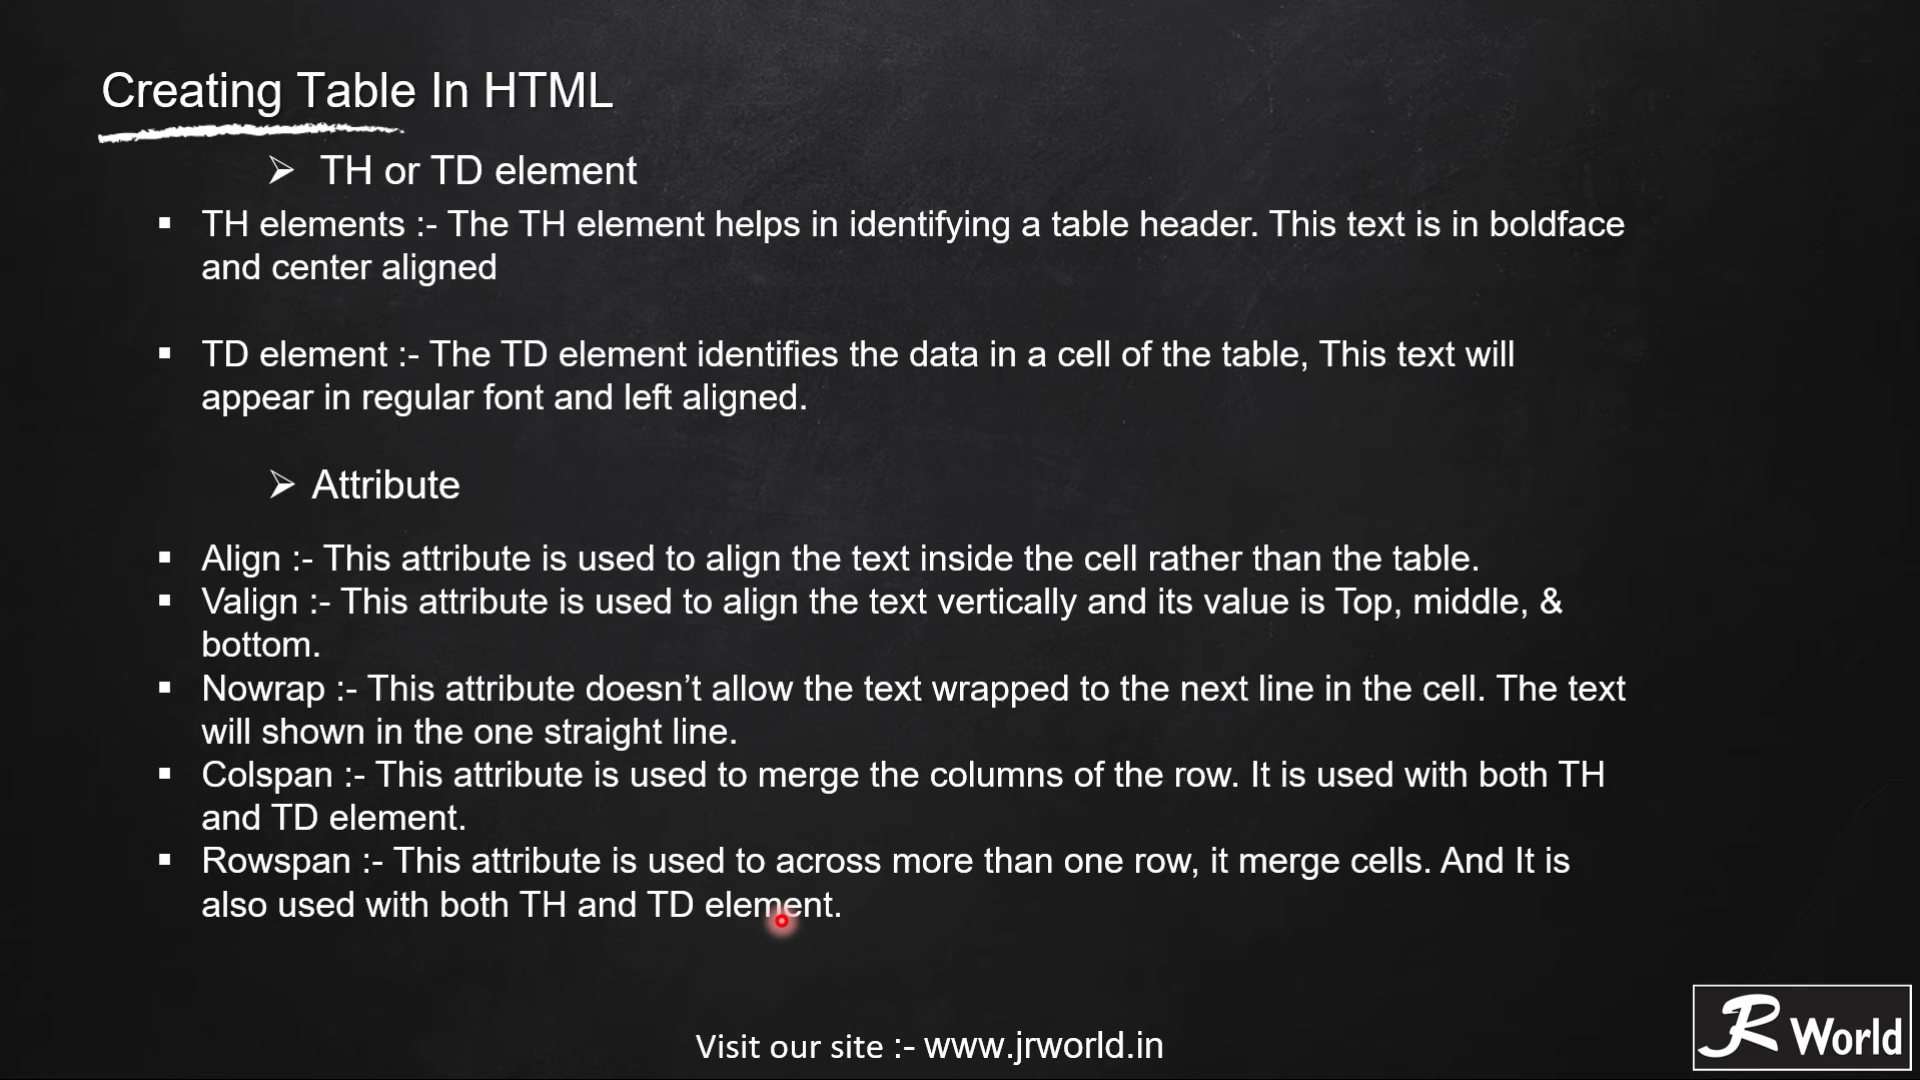 Creating Table In HTML
TH or TD element
TH elements :- The TH element helps in identifying a table header. This text is in boldface
and center aligned
TD element :- The TD element identifies the data in a cell of the table, This text will
appear in regular font and left aligned.
Attribute
Align :- This attribute is used to align the text inside the cell rather than the table.
Valign :- This attribute is used to align the text vertically and its value is Top, middle, &
bottom.
Nowrap :- This attribute doesn’t allow the text wrapped to the next line in the cell. The text
will shown in the one straight line.
Colspan :- This attribute is used to merge the columns of the row. It is used with both TH
and TD element.
Rowspan :- This attribute is used to across more than one row, it merge cells. And It is
also used with both TH and TD element.
Visit our site :- www.jrworld.in
JR World